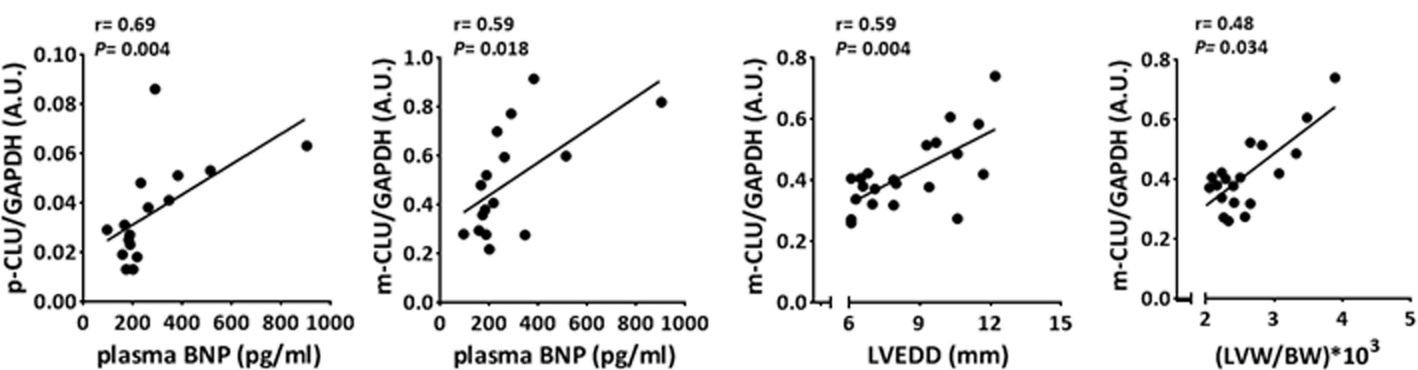 r= 0.69
P= 0.004
p-CLU/GAPDH (A.U.)
0.10
0.08
0.06
0.04
0.02
0.00
0 200 400 600 800 1000
plasma BNP (pg/ml)
r= 0.59
P= 0.018
m-CLU/GAPDH (A.U.)
1.0
0.8
0.6
0.4
0.2
0.0
0 200 400 600 800 1000
plasma BNP (pg/ml)
r= 0.59
P= 0.004
m-CLU/GAPDH (A.U.)
0.8
0.6
0.4
0.2
0.0
6 9 12 15
LVEDD (mm)
r= 0.48
P= 0.034
m-CLU/GAPDH (A.U.)
0.8
0.6
0.4
0.2
0.0
2 3 4 5
(LVW/BW)*10³